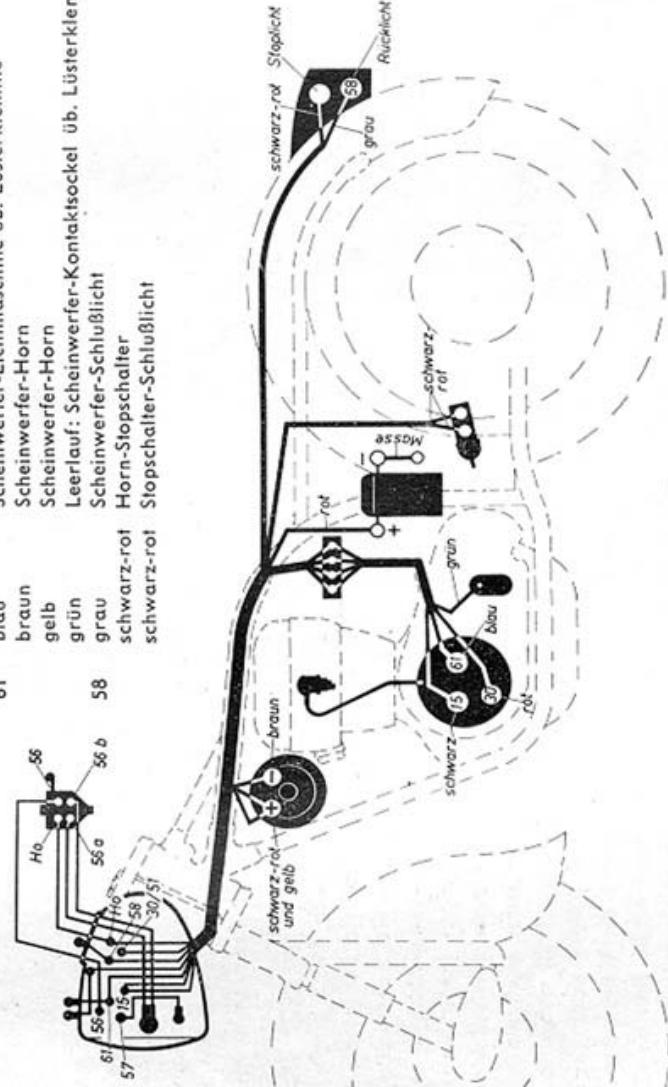 61 blau Scheinwerfer-Lichtmaschine üb. Lüsterklemme
braun Scheinwerfer-Horn
gelb Scheinwerfer-Horn
grün Leerlauf: Scheinwerfer-Kontaktsockel üb. Lüsterklem
58 grau Scheinwerfer-Schlußlicht
schwarz-rot Horn-Stopschalter
schwarz-rot Stopschalter-Schlußlicht
56
Ho
56 b
56 a
Ho
58
30/51
15
56
61
57
schwarz-rot
und gelb
+
−
braun
schwarz
15
61
30
rot
blau
grün
rot
+
−
Masse
schwarz-
rot
schwarz-rot
grau
Stoplicht
58
Rücklicht